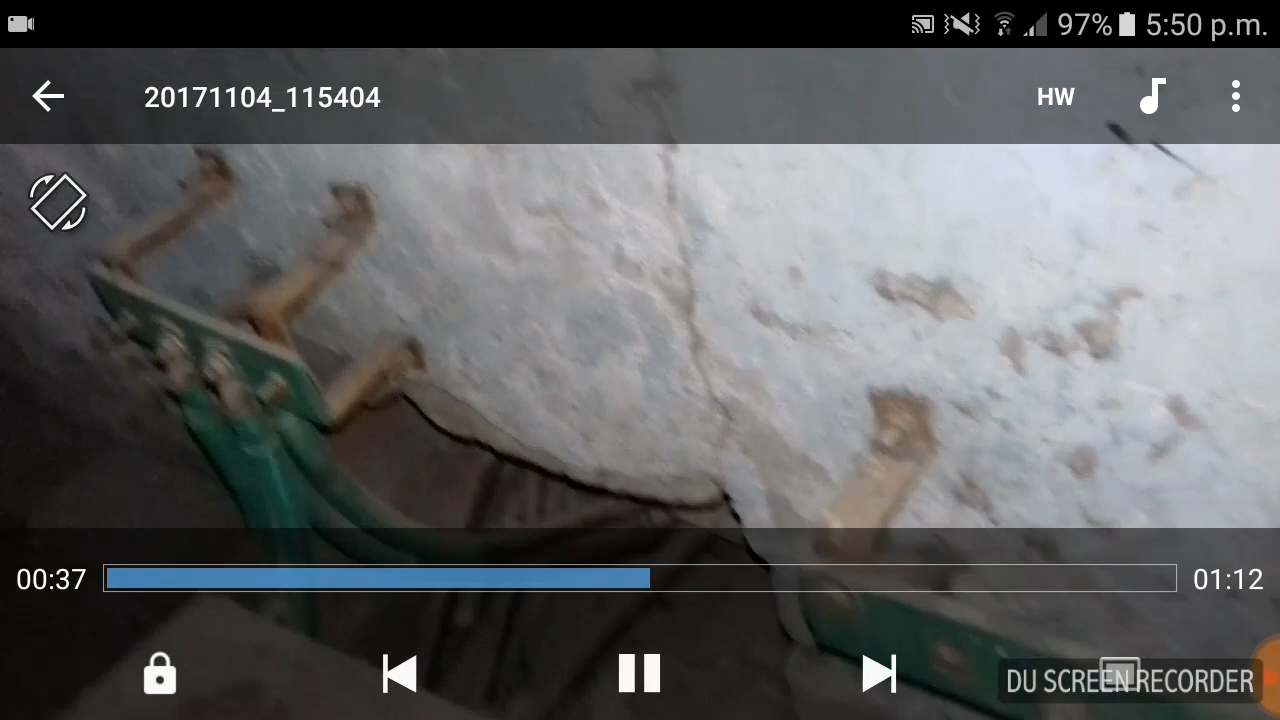 97% 5:50 p.m.
20171104_115404
HW
00:37
01:12
DU SCREEN RECORDER